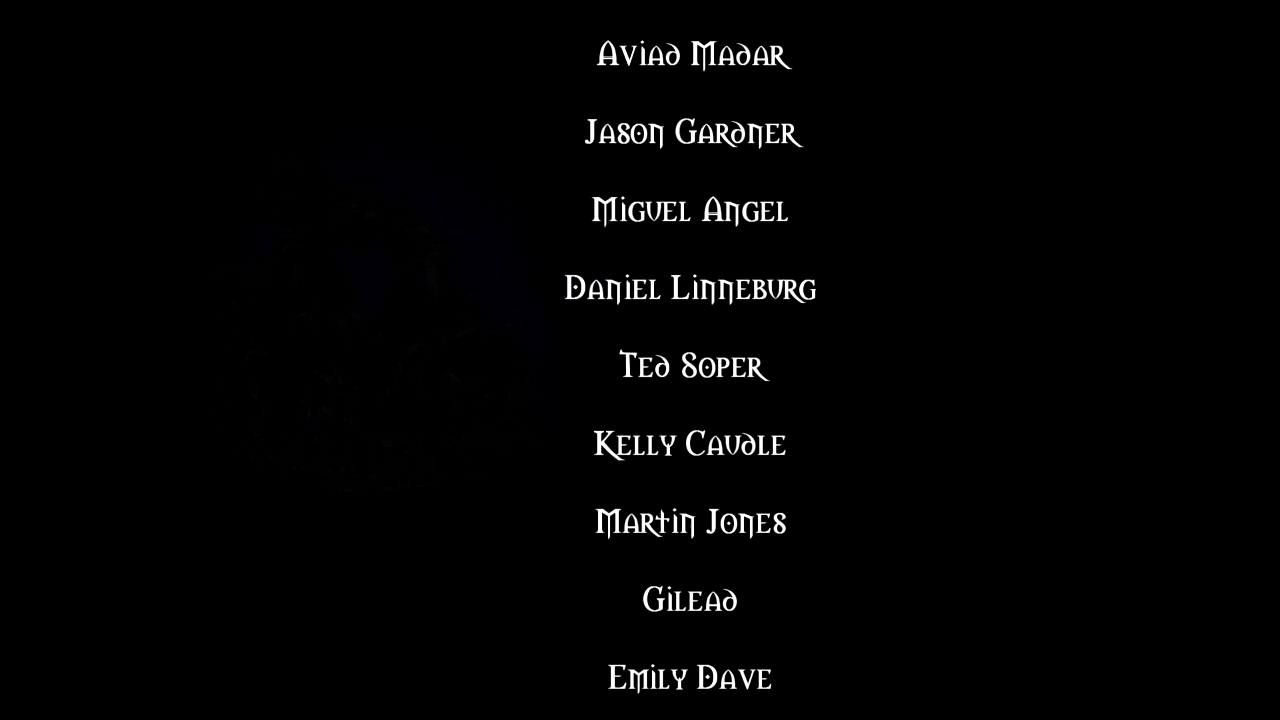 Aviad Madar
Jason Gardner
Miguel Angel
Daniel Linneburg
Ted Soper
Kelly Caudle
Martin Jones
Gilead
Emily Dave